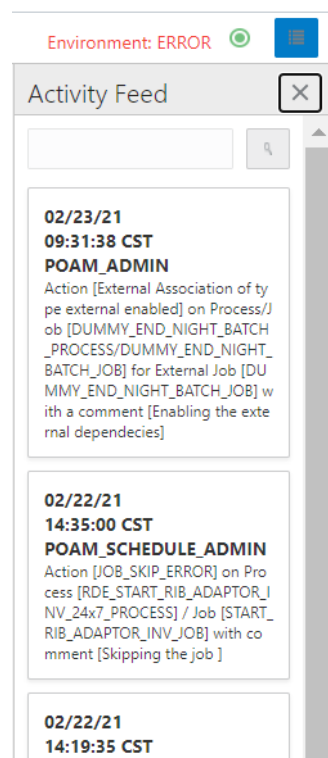 Environment: ERROR
Activity Feed
02/23/21
09:31:38 CST
POAM_ADMIN
Action [External Association of ty
pe external enabled] on Process/J
ob [DUMMY_END_NIGHT_BATCH
_PROCESS/DUMMY_END_NIGHT_
BATCH_JOB] for External Job [DU
MMY_END_NIGHT_BATCH_JOB] w
ith a comment [Enabling the exte
rnal dependecies]
02/22/21
14:35:00 CST
POAM_SCHEDULE_ADMIN
Action [JOB_SKIP_ERROR] on Pro
cess [RDE_START_RIB_ADAPTOR_I
NV_24x7_PROCESS] / Job [START_
RIB_ADAPTOR_INV_JOB] with co
mment [Skipping the job ]
02/22/21
14:19:35 CST